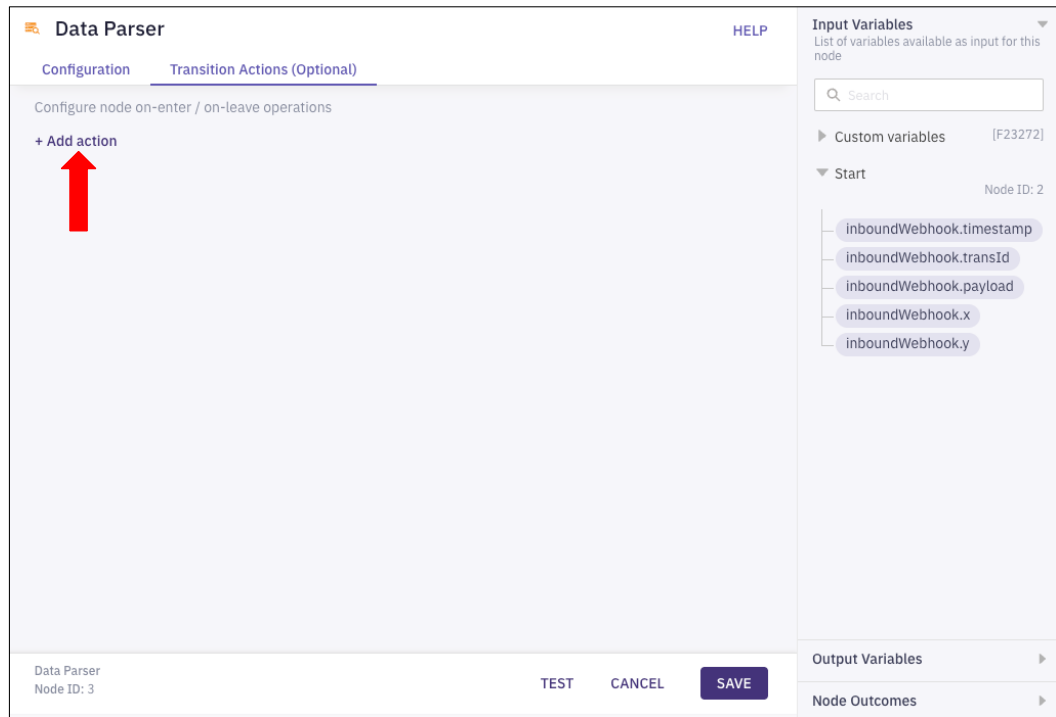 Data Parser
HELP
Configuration
Transition Actions (Optional)
Configure node on-enter / on-leave operations
+ Add action
Data Parser
Node ID: 3
TEST
CANCEL
SAVE
Input Variables
List of variables available as input for this
node
Search
Custom variables
[F23272]
Start
Node ID: 2
inboundWebhook.timestamp
inboundWebhook.transId
inboundWebhook.payload
inboundWebhook.x
inboundWebhook.y
Output Variables
Node Outcomes